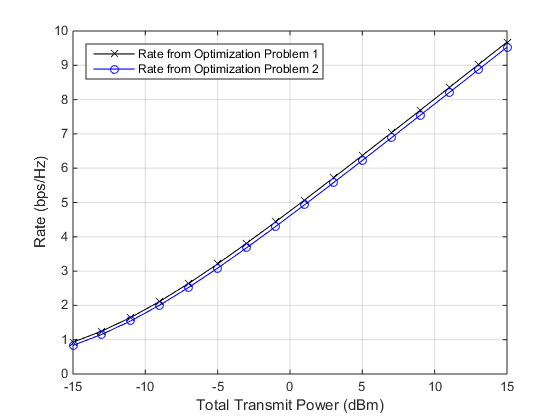 10
9
8
7
6
5
4
3
2
1
0
Rate (bps/Hz)
Rate from Optimization Problem 1
Rate from Optimization Problem 2
-15 -10 -5 0 5 10 15
Total Transmit Power (dBm)